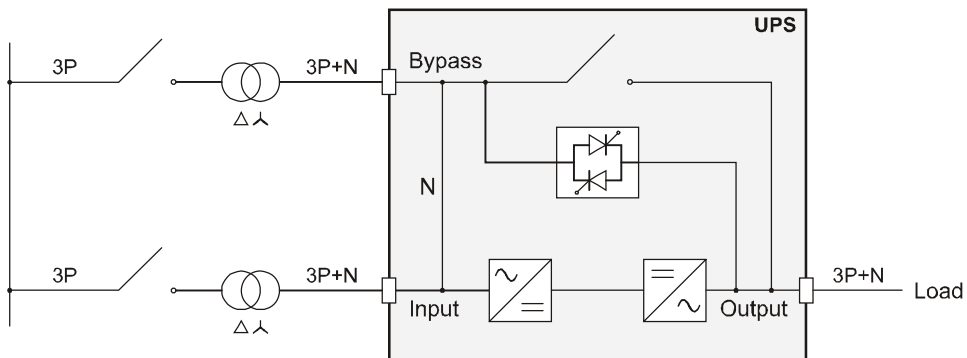 UPS
3P
3P+N
Bypass
N
3P
3P+N
Input
Output
3P+N
Load